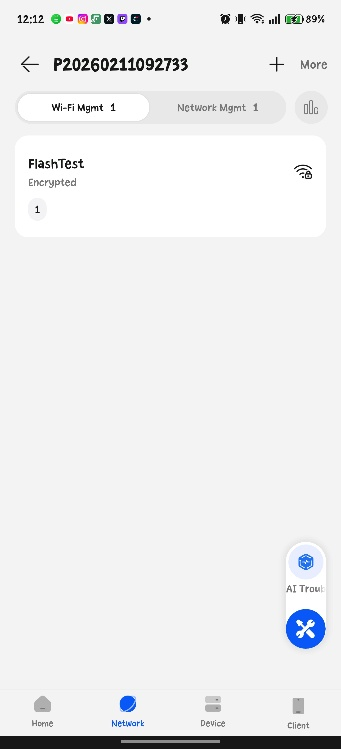 12:12
89%
P20260211092733
More
Wi-Fi Mgmt 1
Network Mgmt 1
FlashTest
Encrypted
1
AI Troub
Home
Network
Device
Client